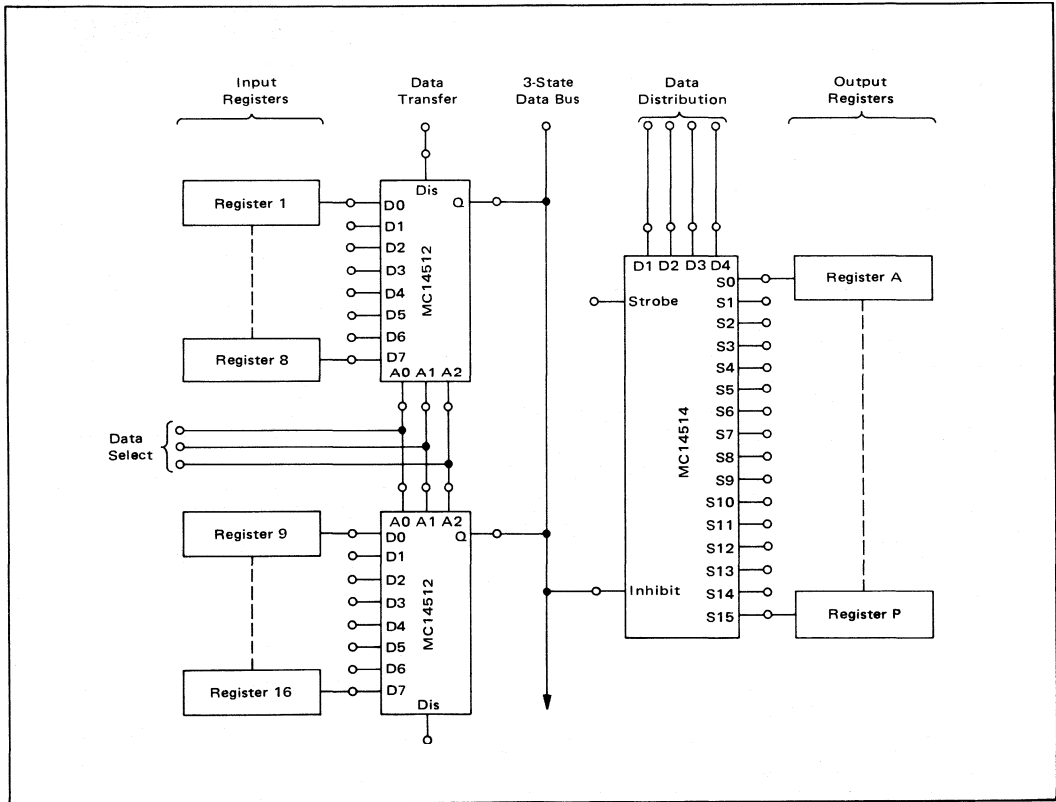 Input
Registers
Data
Transfer
3-State
Data Bus
Data
Distribution
Output
Registers
Register 1
Register 8
Dis
D0
D1
D2
D3
D4
D5
D6
D7
Q
MC14512
A0 A1 A2
Data
Select
Register 9
Register 16
A0 A1 A2
D0
D1
D2
D3
D4
D5
D6
D7
Q
MC14512
Dis
D1 D2 D3 D4
Strobe
Inhibit
MC14514
S0
S1
S2
S3
S4
S5
S6
S7
S8
S9
S10
S11
S12
S13
S14
S15
Register A
Register P